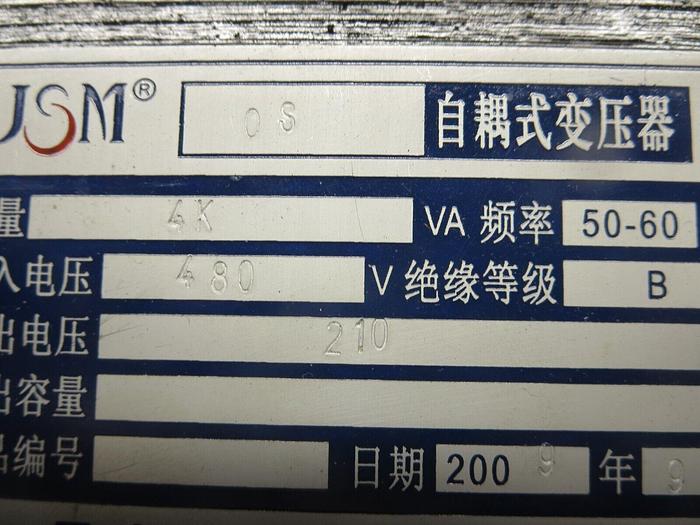 JSM® OS 自耦式变压器
量 4K VA 频率 50-60
入电压 480 V 绝缘等级 B
出电压 210
出容量
品编号 日期 2009 年 9